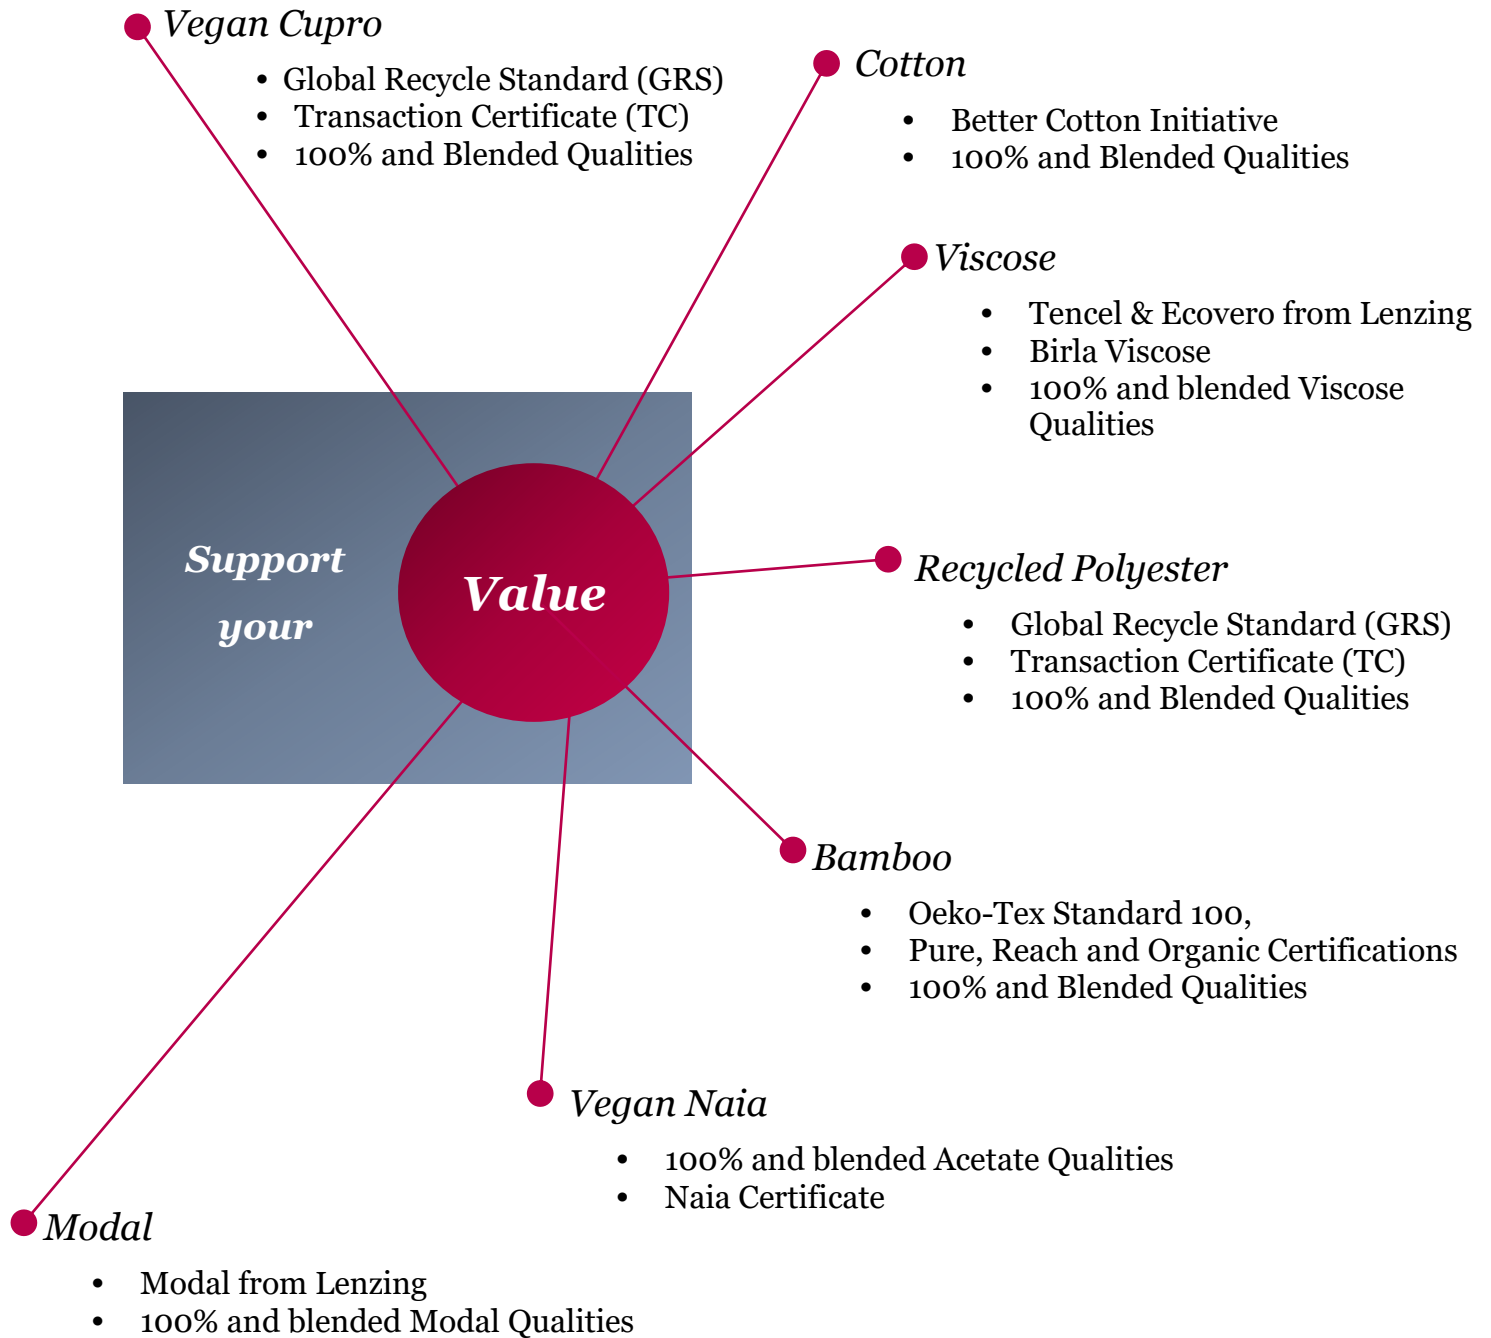 Vegan Cupro
• Global Recycle Standard (GRS)
• Transaction Certificate (TC)
• 100% and Blended Qualities
Cotton
• Better Cotton Initiative
• 100% and Blended Qualities
Viscose
• Tencel & Ecovero from Lenzing
• Birla Viscose
• 100% and blended Viscose
Qualities
Support
your
Value
Recycled Polyester
• Global Recycle Standard (GRS)
• Transaction Certificate (TC)
• 100% and Blended Qualities
Bamboo
• Oeko-Tex Standard 100,
• Pure, Reach and Organic Certifications
• 100% and Blended Qualities
Vegan Naia
• 100% and blended Acetate Qualities
• Naia Certificate
Modal
• Modal from Lenzing
• 100% and blended Modal Qualities